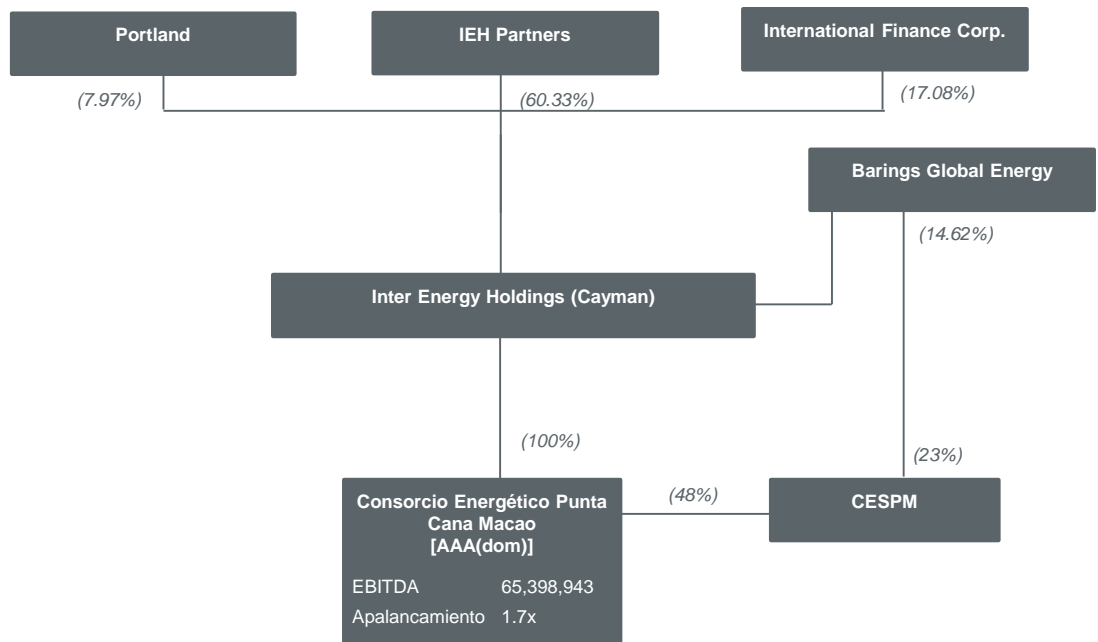 Portland
IEH Partners
International Finance Corp.
(7.97%)
(60.33%)
(17.08%)
Barings Global Energy
(14.62%)
Inter Energy Holdings (Cayman)
(100%)
(23%)
Consorcio Energético Punta
Cana Macao
[AAA(dom)]
EBITDA 65,398,943
Apalancamiento 1.7x
(48%)
CESPM